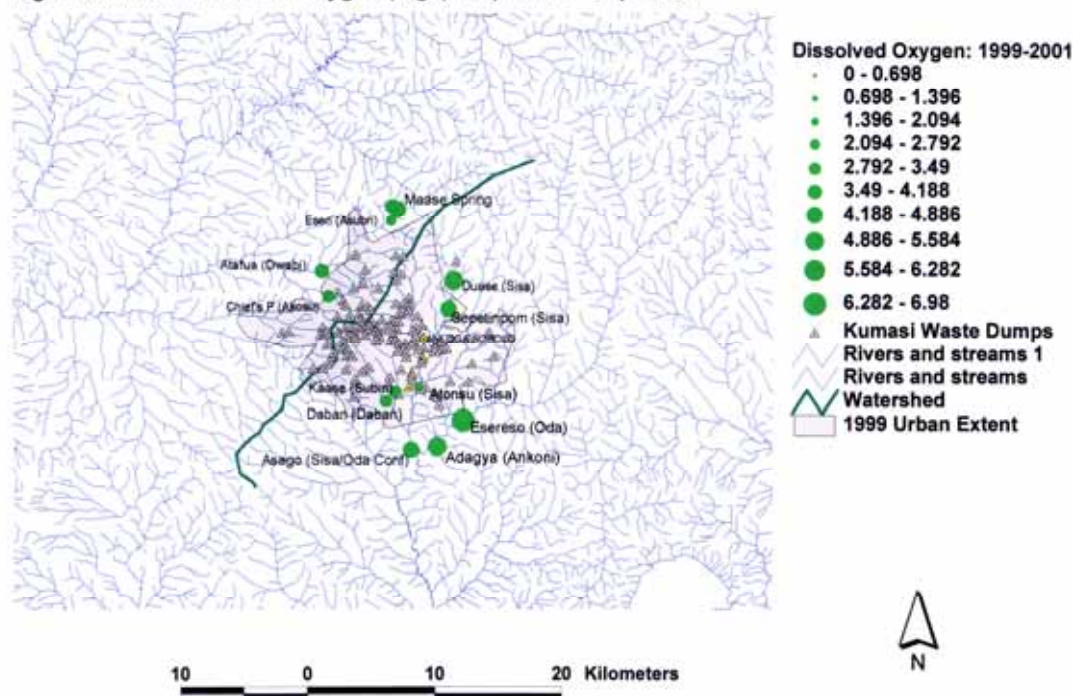 Dissolved Oxygen: 1999-2001
0 - 0.698
0.698 - 1.396
1.396 - 2.094
2.094 - 2.792
2.792 - 3.49
3.49 - 4.188
4.188 - 4.886
4.886 - 5.584
5.584 - 6.282
6.282 - 6.98
Kumasi Waste Dumps
Rivers and streams 1
Rivers and streams
Watershed
1999 Urban Extent
Maase Spring
Esen (Asubri)
Atafua (Owabi)
Duase (Sisa)
Chief's P
(Sisa)
Kaase (Subin)
Atonsu (Sisa)
Daban (Daban)
Esereso (Oda)
Asago (Sisa/Oda Conf)
Adagya (Ankoni)
N
10 0 10 20 Kilometers